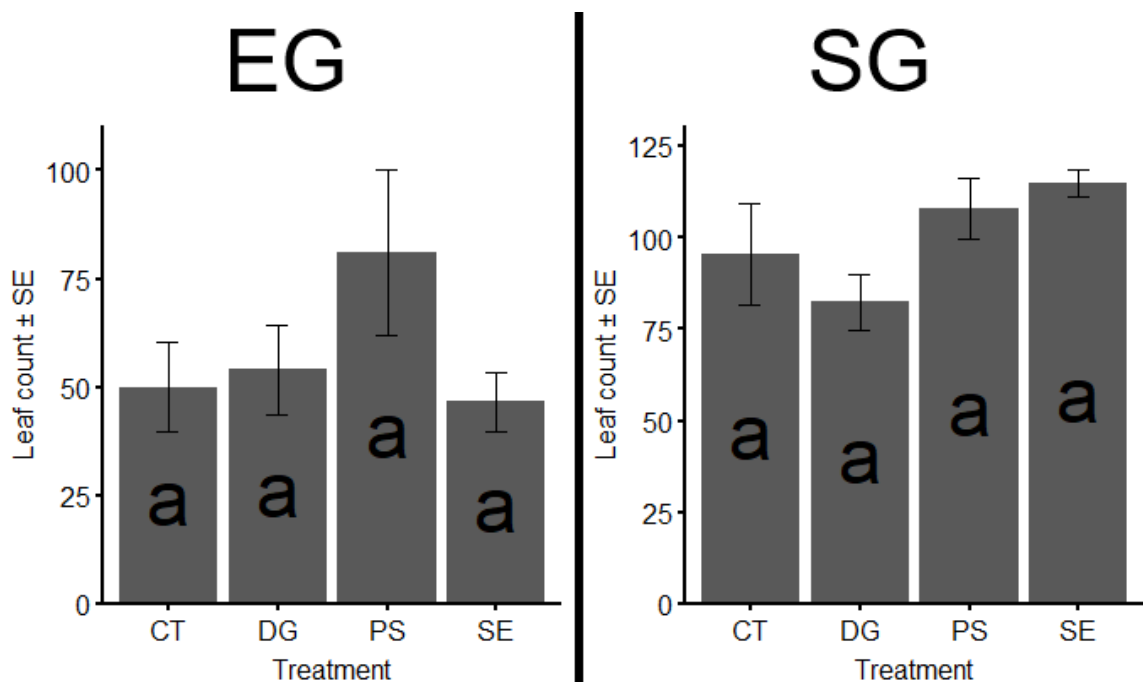 EG
Leaf count ± SE
100
75
50
25
0
a
a
a
a
CT
DG
PS
SE
Treatment
SG
Leaf count ± SE
125
100
75
50
25
0
a
a
a
a
CT
DG
PS
SE
Treatment